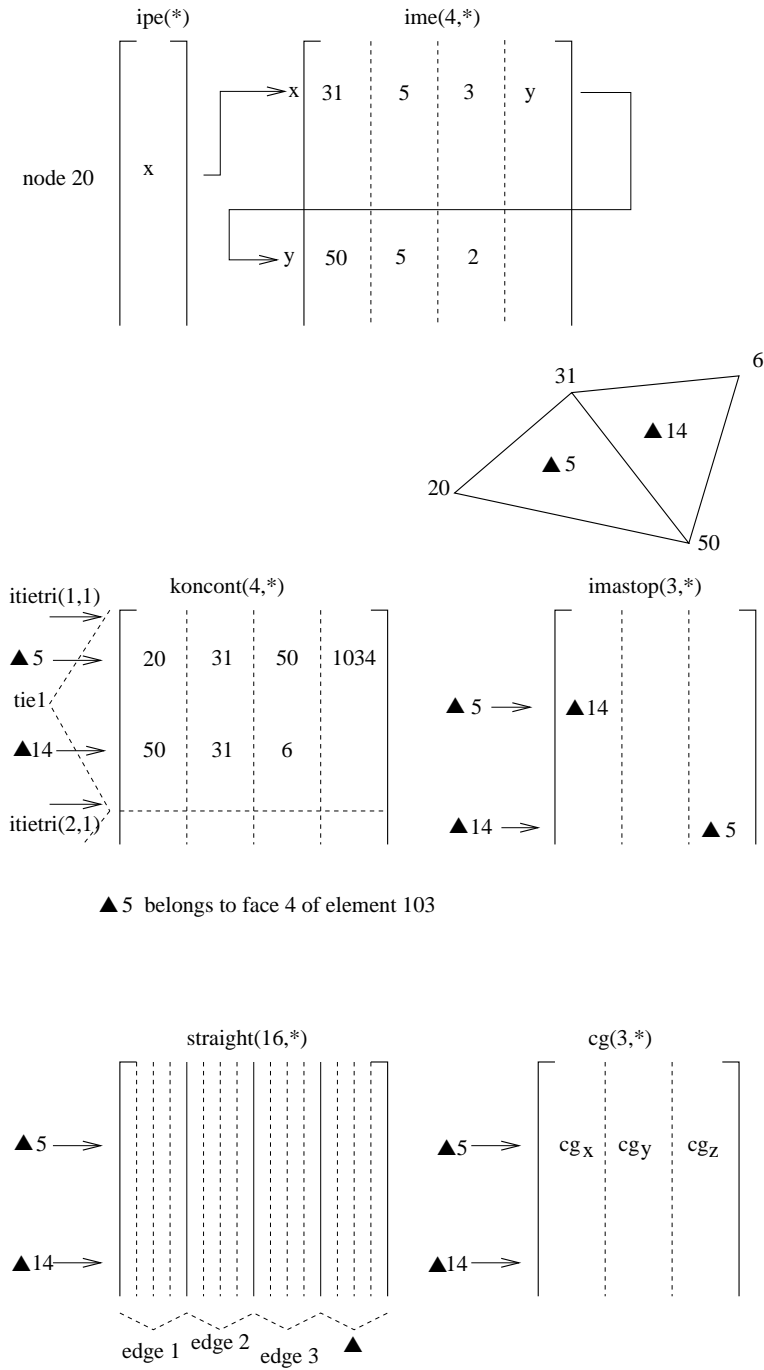 ipe(*) ime(4,*)
x 31 5 3 y
node 20 x
y 50 5 2
6
31
▲ 14
▲ 5
20
50
itietri(1,1) koncont(4,*) imastop(3,*)
▲ 5 20 31 50 1034
tie1 ▲ 5 ▲ 14
▲ 14 50 31 6
itietri(2,1) ▲ 14 ▲ 5
▲ 5 belongs to face 4 of element 103
straight(16,*) cg(3,*)
▲ 5 ▲ 5 cg x cg y cg z
▲ 14 ▲ 14
edge 1 edge 2 edge 3 ▲